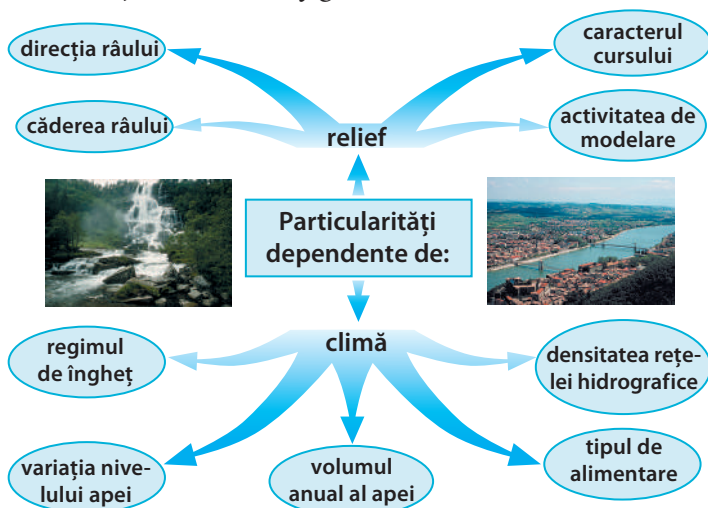 direcția râului
caracterul
cursului
căderea râului
activitatea de
modelare
relief
Particularități
dependente de:
climă
regimul
de îngheț
densitatea rețe-
lei hidrografice
variația nive-
lului apei
volumul
anual al apei
tipul de
alimentare